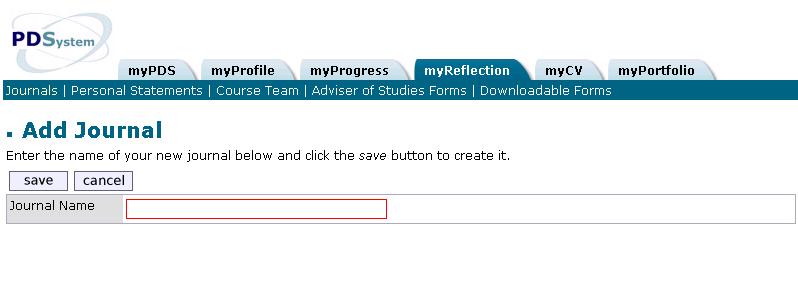 PDSystem
myPDS myProfile myProgress myReflection myCV myPortfolio
Journals | Personal Statements | Course Team | Adviser of Studies Forms | Downloadable Forms
Add Journal
Enter the name of your new journal below and click the save button to create it.
save cancel
Journal Name